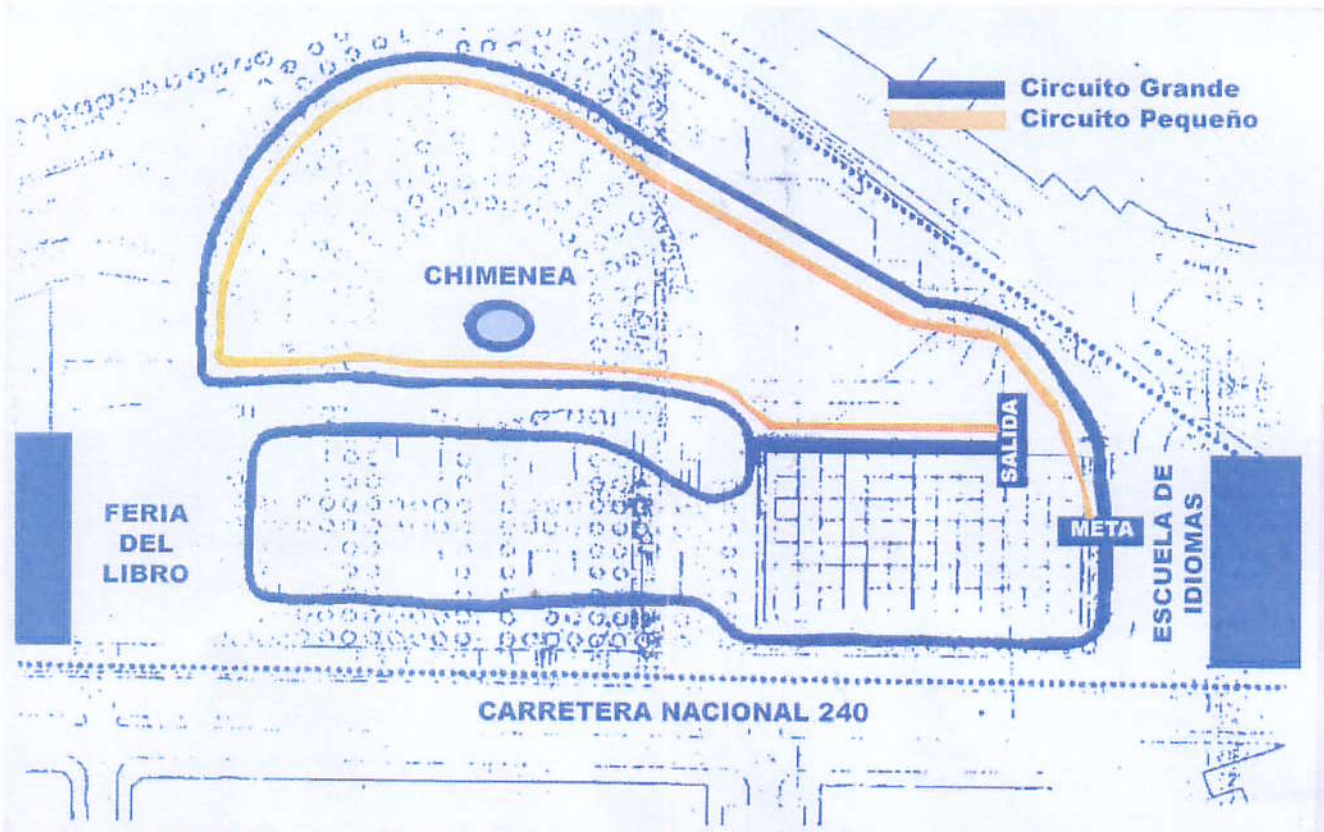 Circuito Grande
Circuito Pequeño
CHIMENEA
SALIDA
FERIA
DEL
LIBRO
META
ESCUELA DE
IDIOMAS
CARRETERA NACIONAL 240